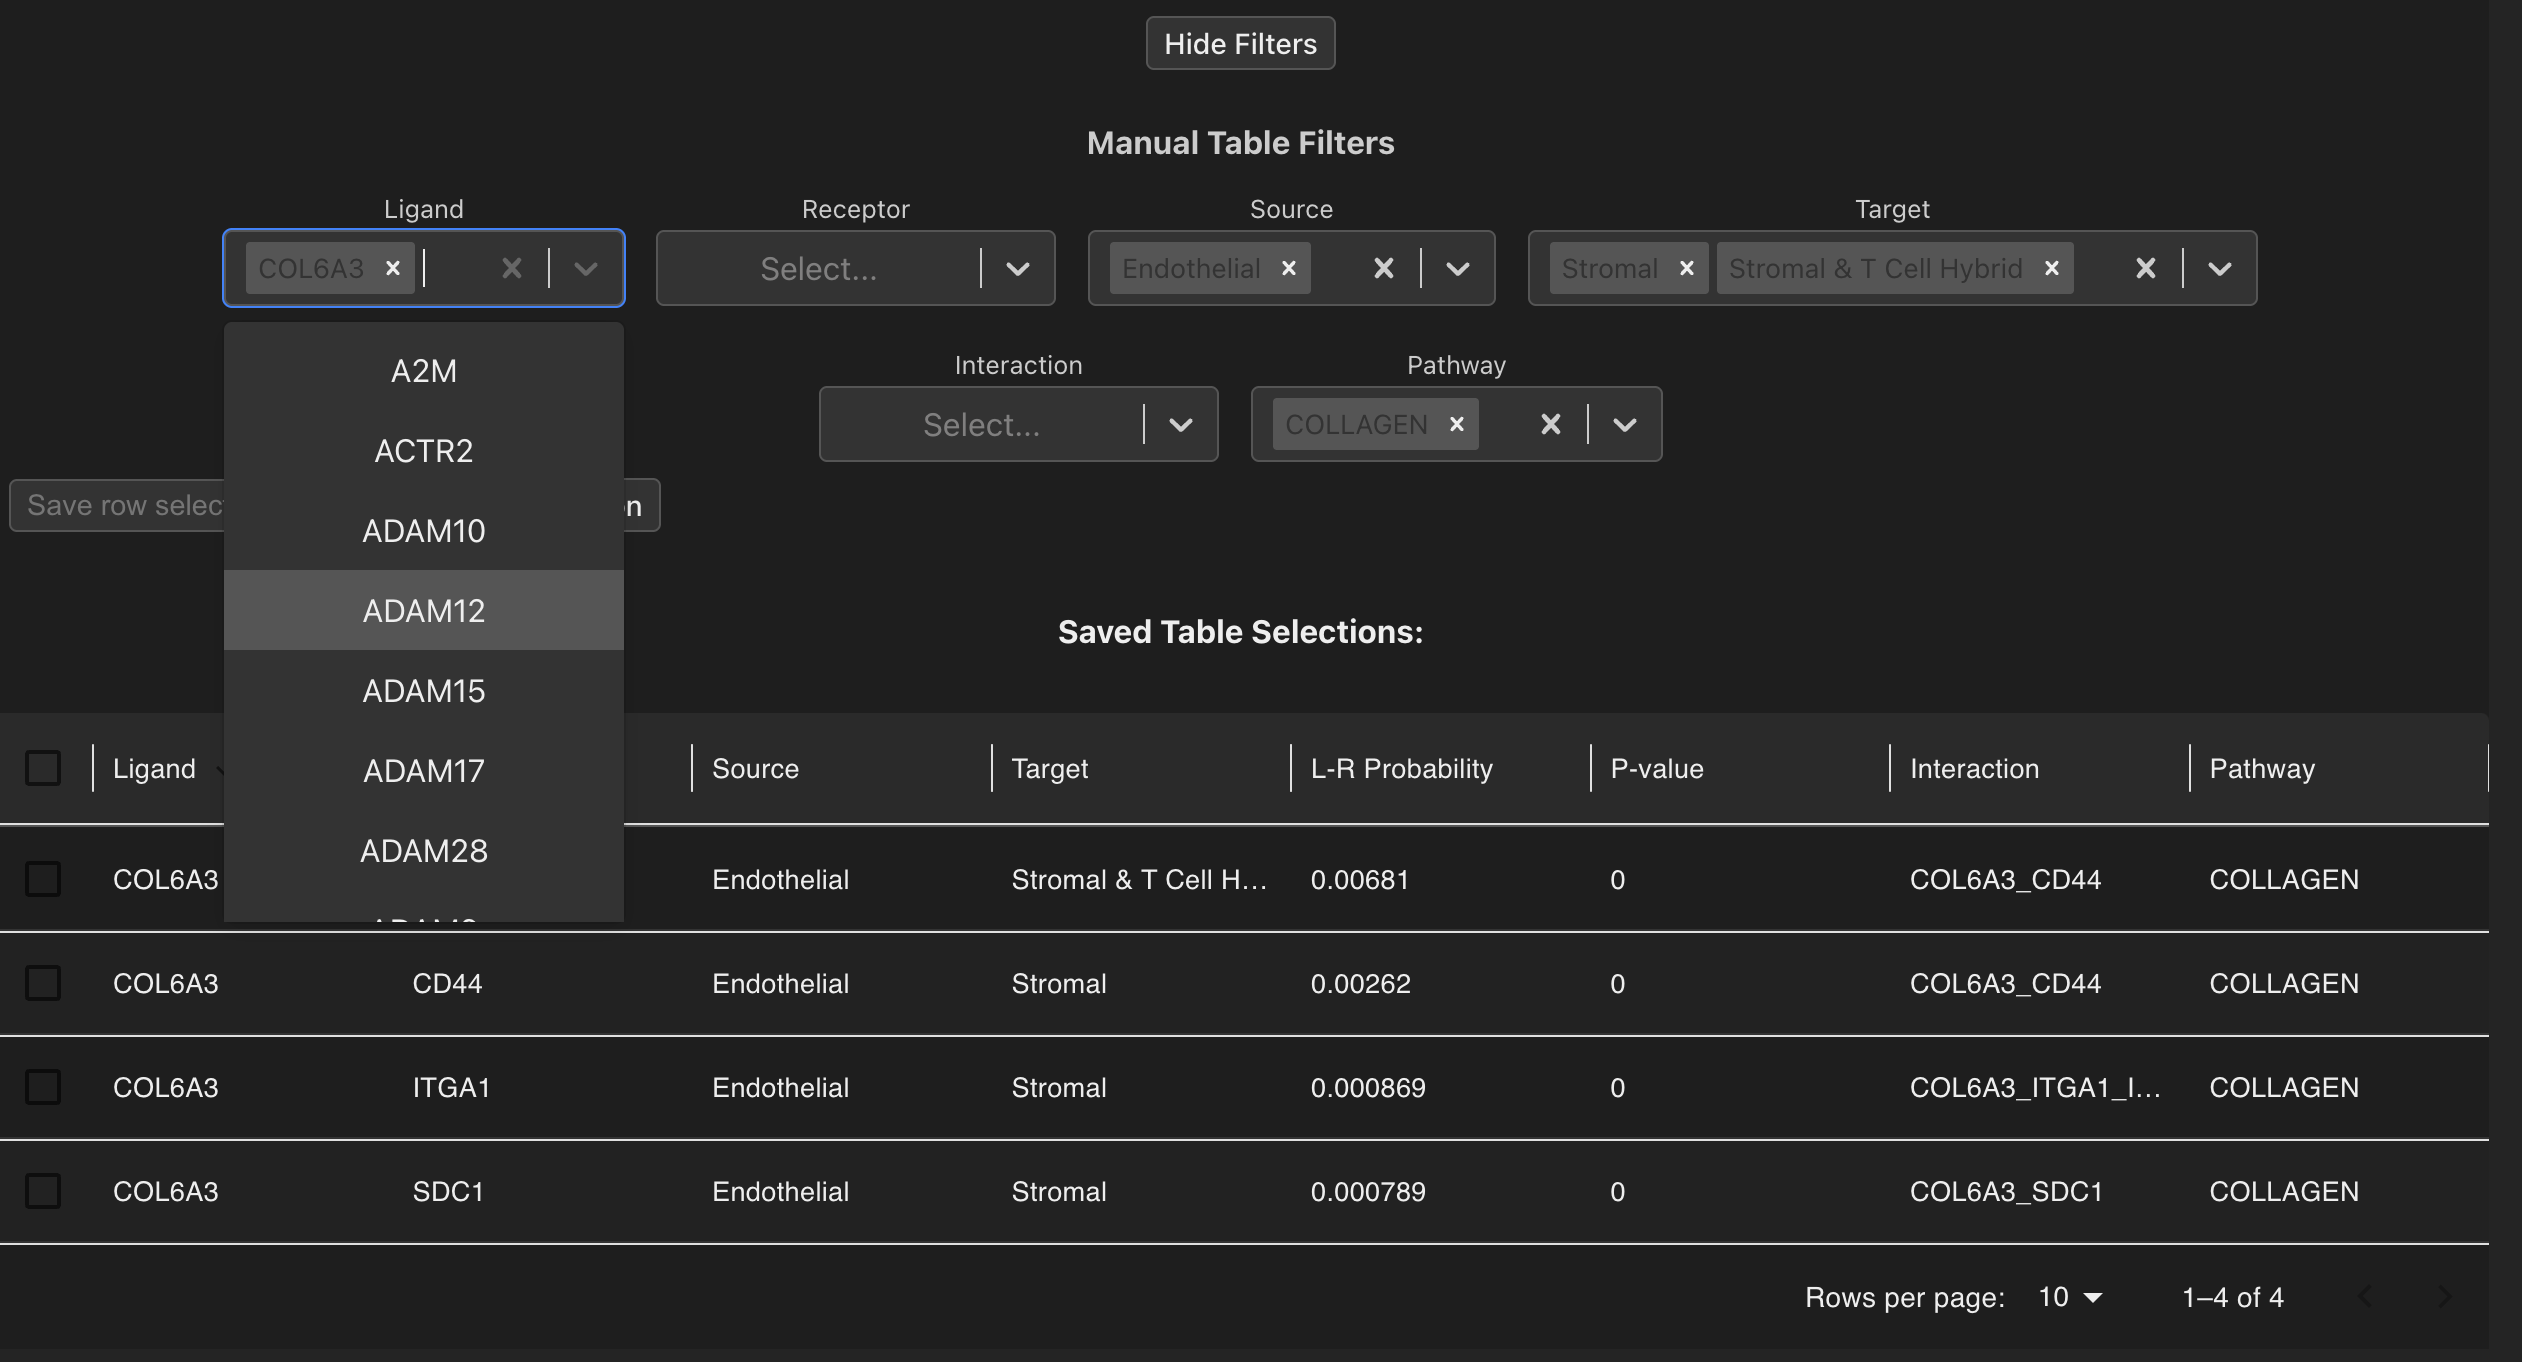 Hide Filters
Manual Table Filters
Ligand Receptor Source Target
COL6A3 Select... Endothelial Stromal Stromal & T Cell Hybrid
Interaction Pathway
Select... COLLAGEN
A2M
ACTR2
ADAM10
ADAM12
ADAM15
ADAM17
ADAM28
Save row selec
on
Saved Table Selections:
Ligand Source Target L-R Probability P-value Interaction Pathway
COL6A3 Endothelial Stromal & T Cell H... 0.00681 0 COL6A3_CD44 COLLAGEN
COL6A3 CD44 Endothelial Stromal 0.00262 0 COL6A3_CD44 COLLAGEN
COL6A3 ITGA1 Endothelial Stromal 0.000869 0 COL6A3_ITGA1_I... COLLAGEN
COL6A3 SDC1 Endothelial Stromal 0.000789 0 COL6A3_SDC1 COLLAGEN
Rows per page: 10 1–4 of 4